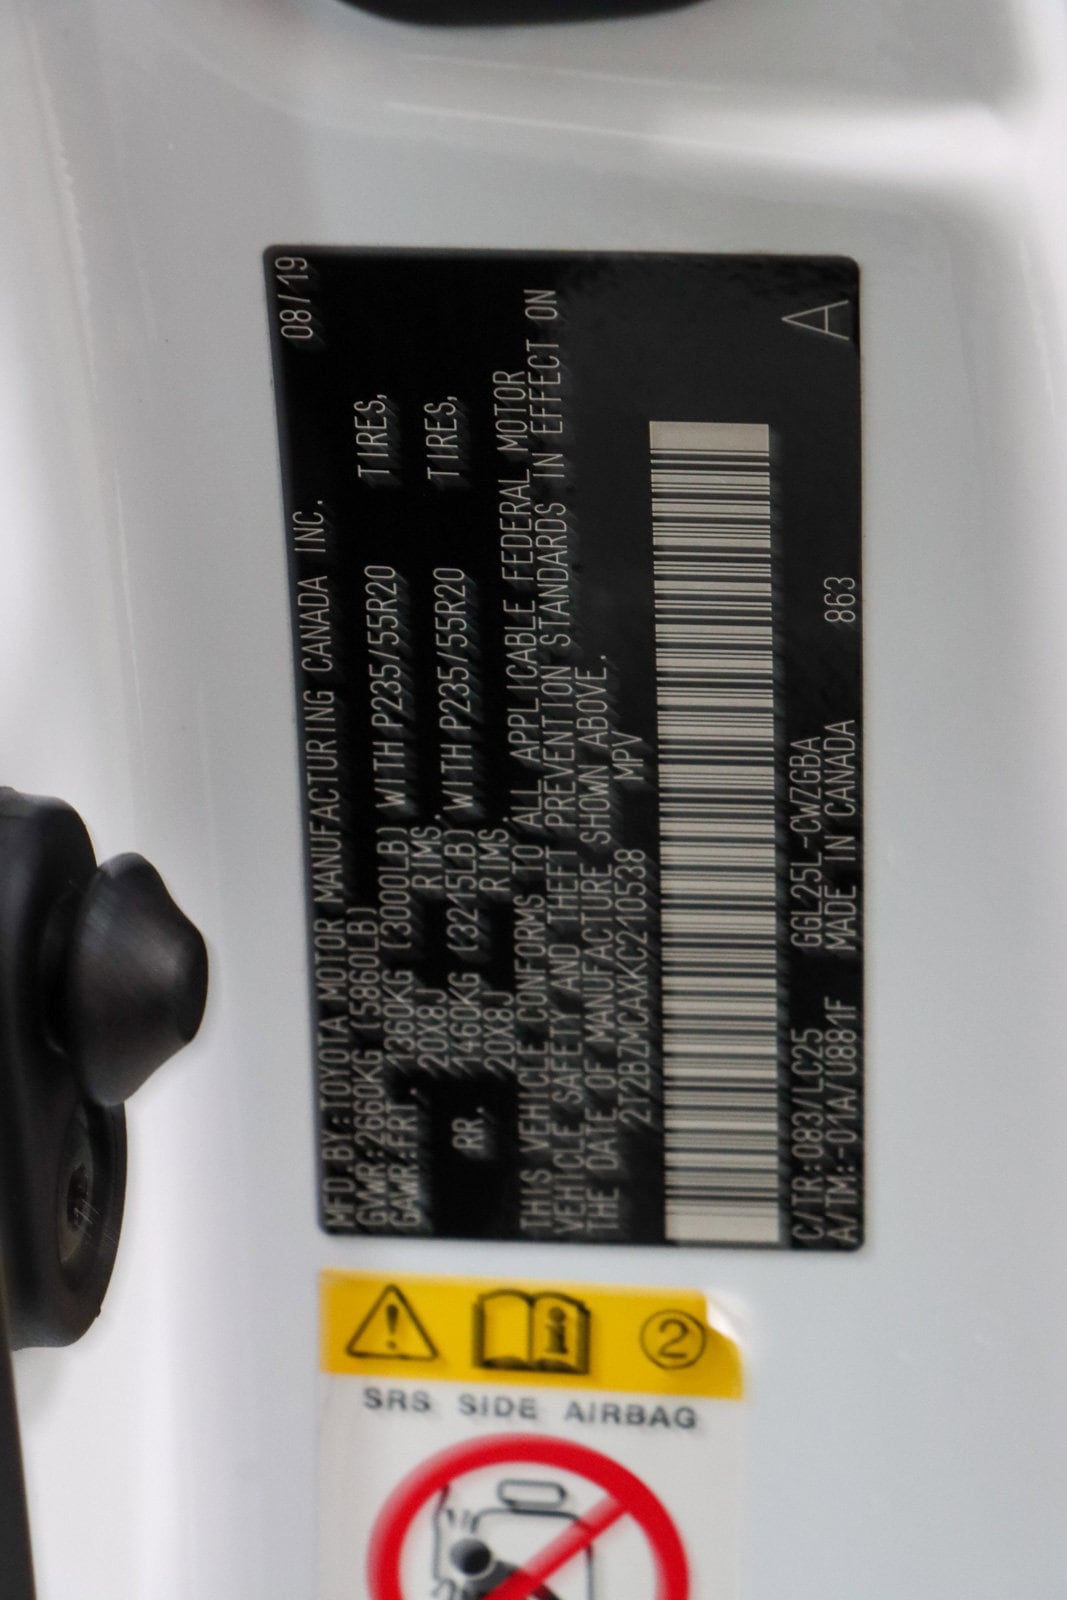 MFD.BY:TOYOTA MOTOR MANUFACTURING CANADA INC. 08/19
GVWR:2660KG (5860LB)
GAWR:FRT, 1360KG (3000LB) WITH P235/55R20 TIRES,
20X8J RIMS,
RR, 1460KG (3215LB) WITH P235/55R20 TIRES,
20X8J RIMS.
THIS VEHICLE CONFORMS TO ALL APPLICABLE FEDERAL MOTOR
VEHICLE SAFETY AND THEFT PREVENTION STANDARDS IN EFFECT ON
THE DATE OF MANUFACTURE SHOWN ABOVE.
2T2BZMCAXKC210538 MPV
C/TR:083/LC25 GGL25L-CWZGBA
A/TM:-01A/U881F MADE IN CANADA 863 A
2
SRS SIDE AIRBAG